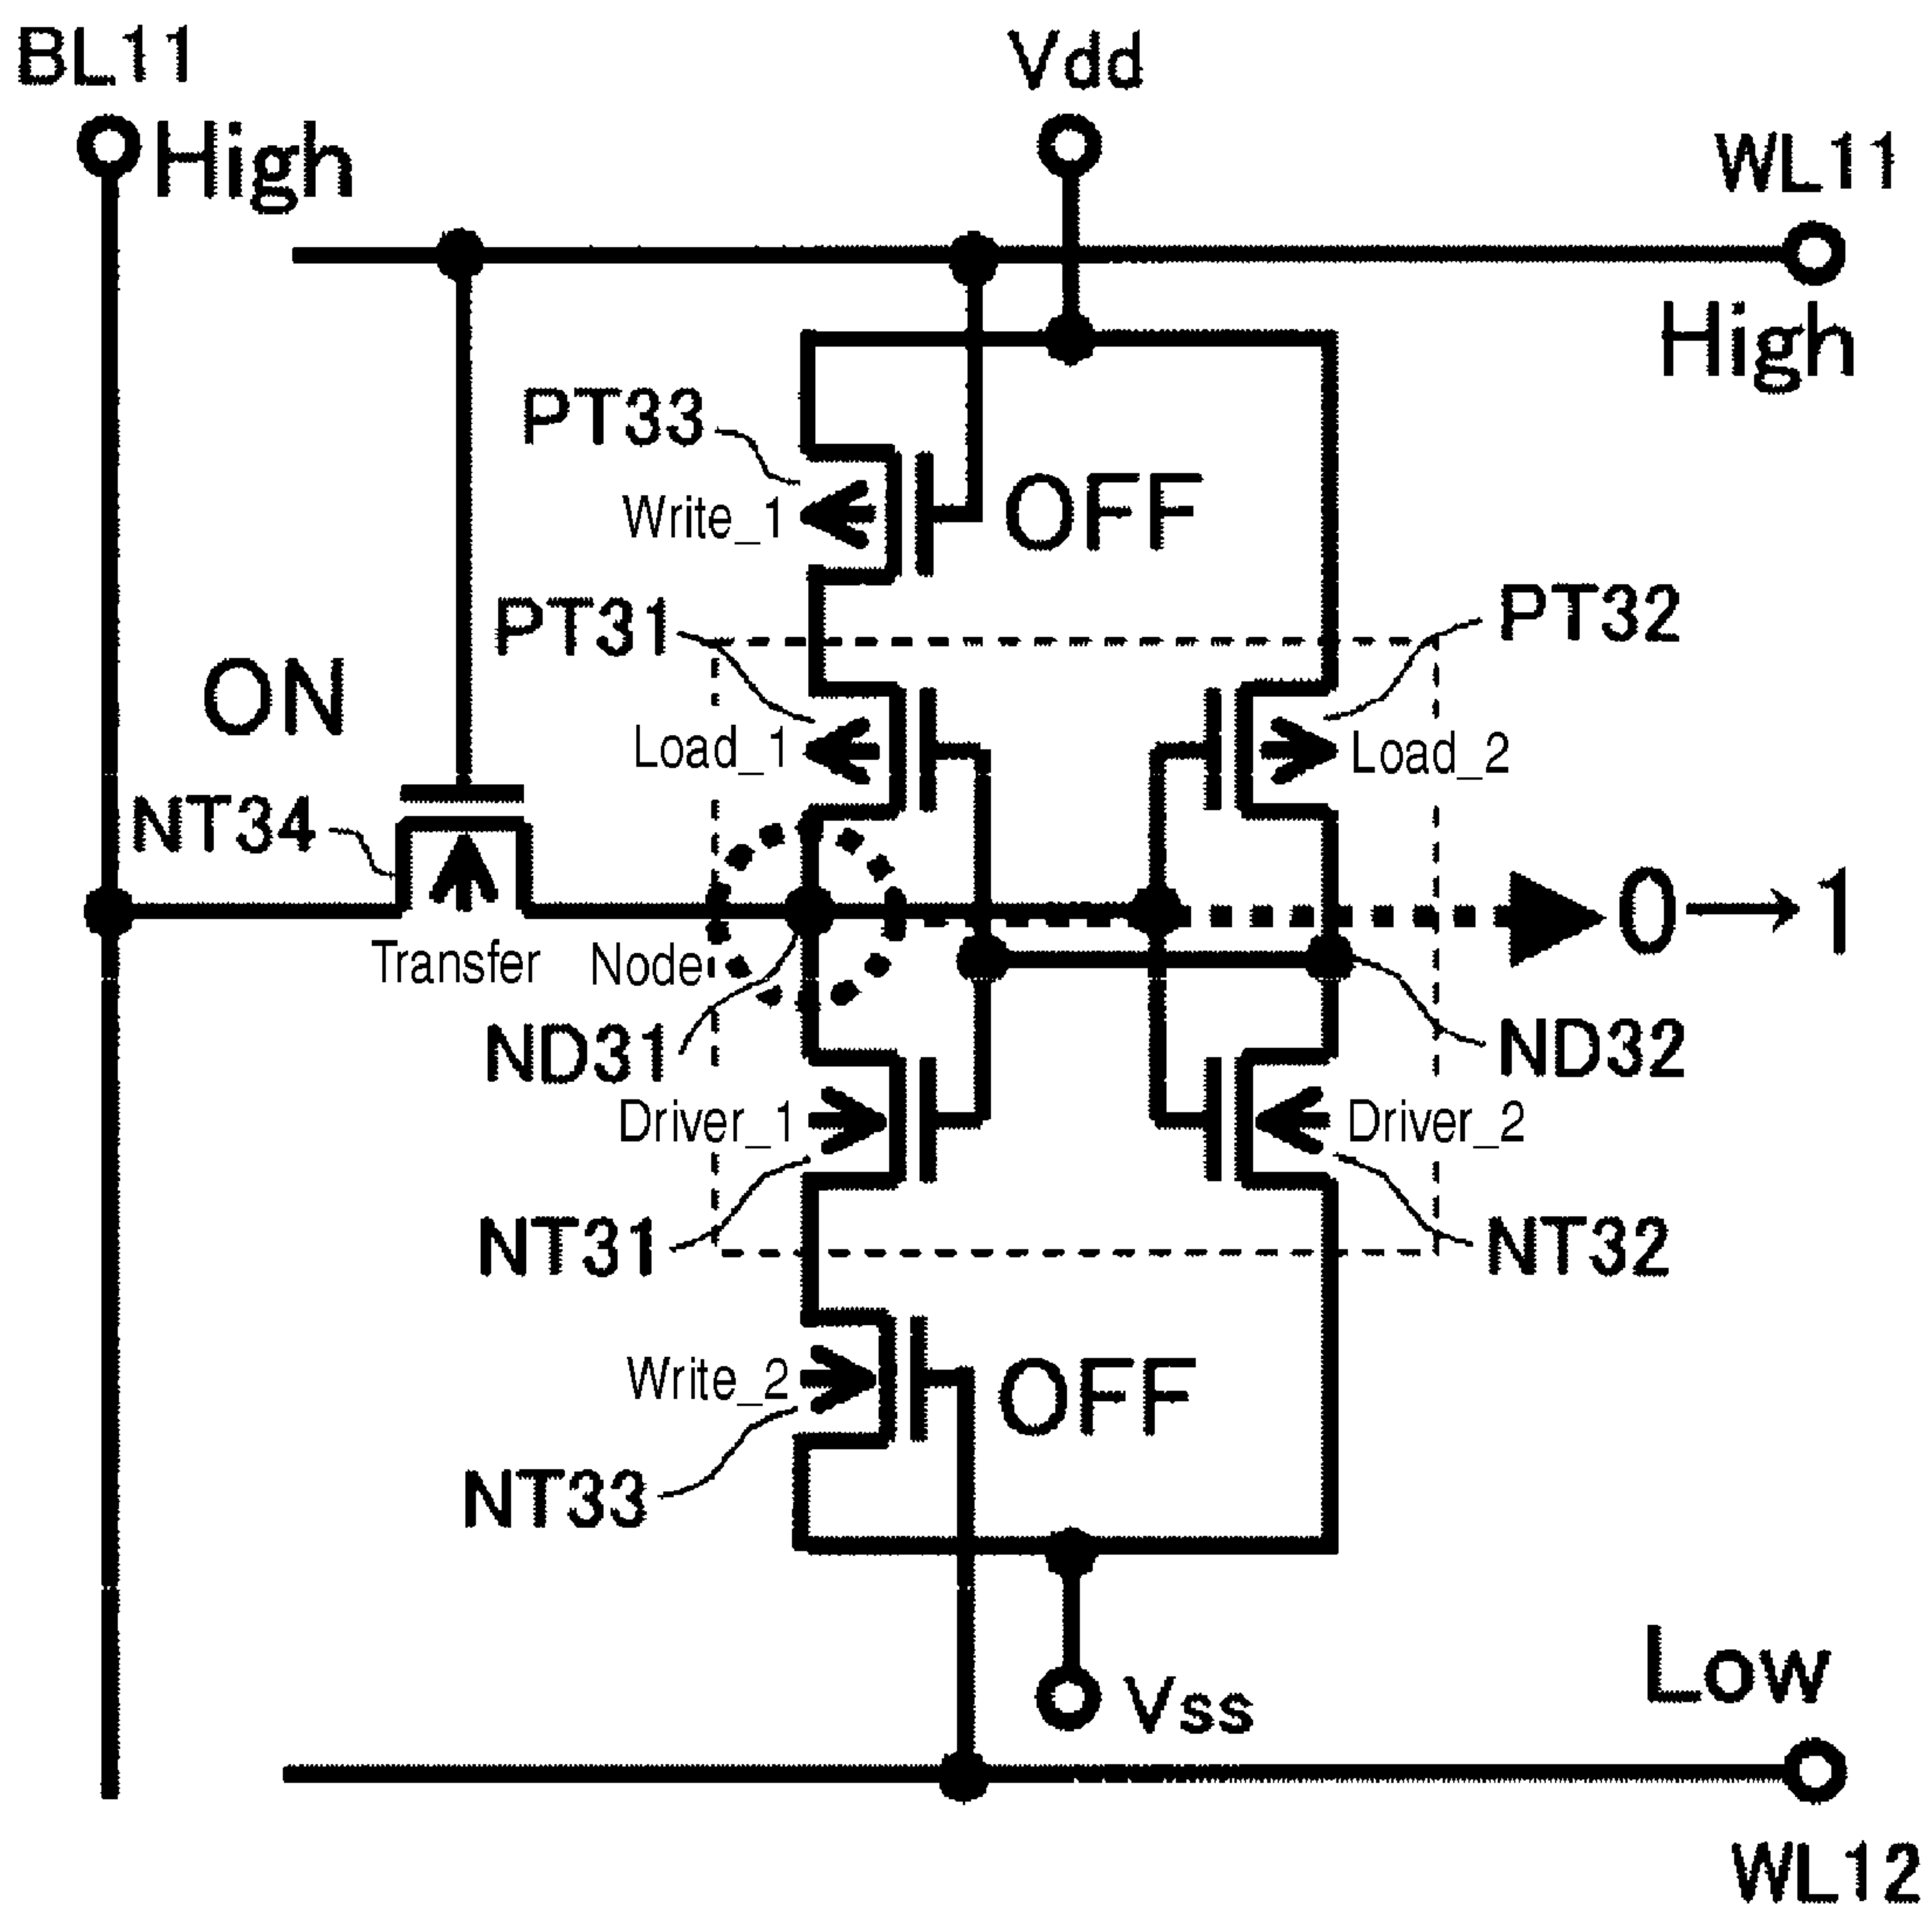 BL11
Vdd
High
WL11
High
PT33
Write_1
OFF
PT31
PT32
ON
Load_1
Load_2
NT34
0→1
Transfer
Node
ND31
ND32
Driver_1
Driver_2
NT31
NT32
Write_2
OFF
NT33
Low
Vss
WL12